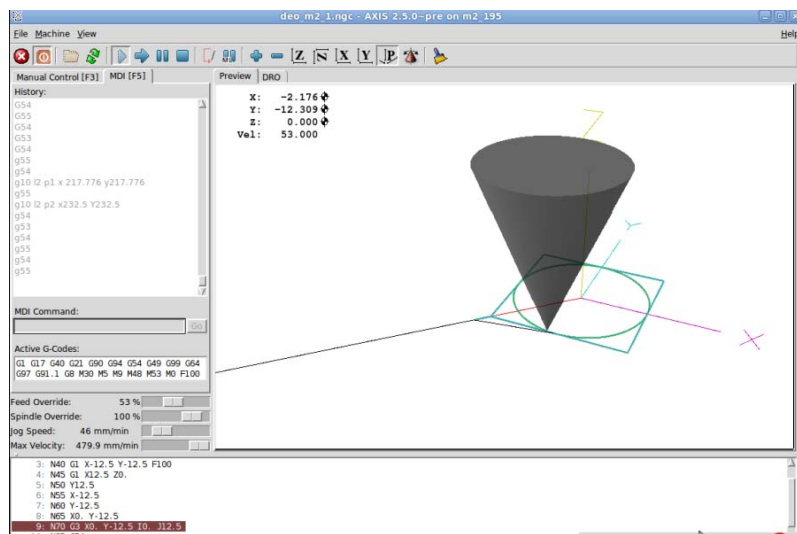 deo_m2_1.ngc - AXIS 2.5.0~pre on m2_195
File Machine View Help
Z N X Y P
Manual Control [F3] MDI [F5] Preview DRO
History:
G54
G55
G54
G53
G54
g55
g54
g10 l2 p1 x 217.776 y217.776
g55
g10 l2 p2 x232.5 Y232.5
g54
g53
g54
g55
g54
g55
X: -2.176
Y: -12.309
Z: 0.000
Vel: 53.000
Z
Y
X
MDI Command:
Go
Active G-Codes:
G1 G17 G40 G21 G90 G94 G54 G49 G99 G64
G97 G91.1 G8 M30 M5 M9 M48 M53 M0 F100
Feed Override: 53 %
Spindle Override: 100 %
Jog Speed: 46 mm/min
Max Velocity: 479.9 mm/min
3: N40 G1 X-12.5 Y-12.5 F100
4: N45 G1 X12.5 Z0.
5: N50 Y12.5
6: N55 X-12.5
7: N60 Y-12.5
8: N65 X0. Y-12.5
9: N70 G3 X0. Y-12.5 I0. J12.5